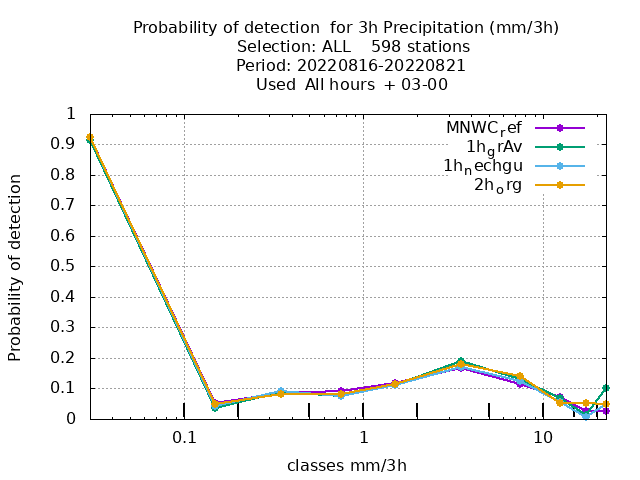 Probability of detection  for 3h Precipitation (mm/3h)
Selection: ALL    598 stations
Period: 20220816-20220821
Used  All hours  + 03-00
MNWC_ref
1h_grAv
1h_nechgu
2h_org
Probability of detection
1
0.9
0.8
0.7
0.6
0.5
0.4
0.3
0.2
0.1
0
0.1
1
10
classes mm/3h